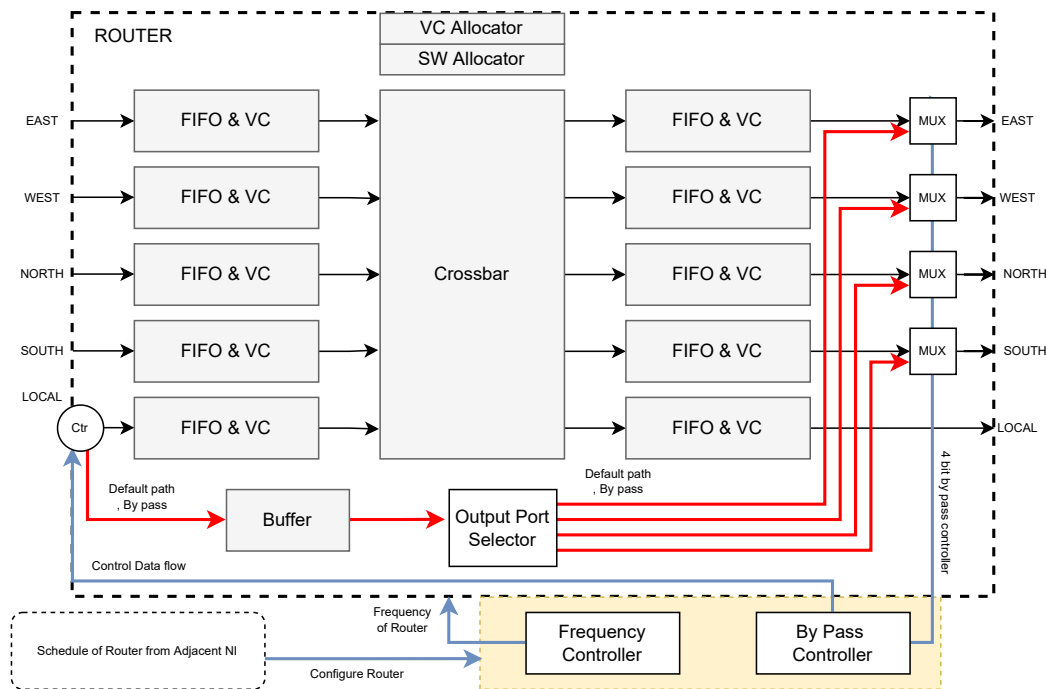 ROUTER
VC Allocator
SW Allocator
EAST
FIFO & VC
FIFO & VC
MUX
EAST
WEST
FIFO & VC
FIFO & VC
MUX
WEST
NORTH
FIFO & VC
Crossbar
FIFO & VC
MUX
NORTH
SOUTH
FIFO & VC
FIFO & VC
MUX
SOUTH
LOCAL
Ctr
FIFO & VC
FIFO & VC
LOCAL
Default path
, By pass
Buffer
Output Port
Selector
Default path
, By pass
4 bit by pass controller
Control Data flow
Frequency
of Router
Frequency
Controller
By Pass
Controller
Schedule of Router from Adjacent NI
Configure Router